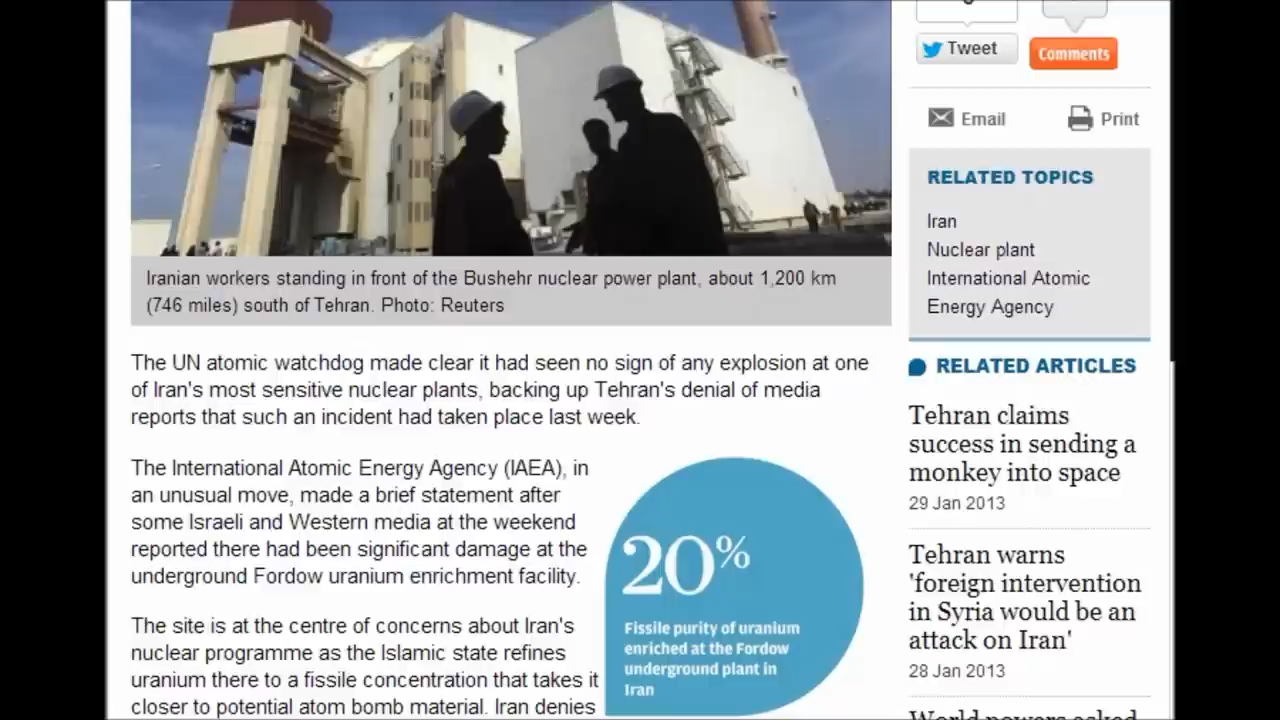 Tweet
Comments
Email
Print
RELATED TOPICS
Iran
Nuclear plant
International Atomic
Energy Agency
Iranian workers standing in front of the Bushehr nuclear power plant, about 1,200 km
(746 miles) south of Tehran. Photo: Reuters
The UN atomic watchdog made clear it had seen no sign of any explosion at one
of Iran's most sensitive nuclear plants, backing up Tehran's denial of media
reports that such an incident had taken place last week.
The International Atomic Energy Agency (IAEA), in
an unusual move, made a brief statement after
some Israeli and Western media at the weekend
reported there had been significant damage at the
underground Fordow uranium enrichment facility.
The site is at the centre of concerns about Iran's
nuclear programme as the Islamic state refines
uranium there to a fissile concentration that takes it
closer to potential atom bomb material. Iran denies
20%
Fissile purity of uranium
enriched at the Fordow
underground plant in
Iran
RELATED ARTICLES
Tehran claims
success in sending a
monkey into space
29 Jan 2013
Tehran warns
'foreign intervention
in Syria would be an
attack on Iran'
28 Jan 2013
World powers asked